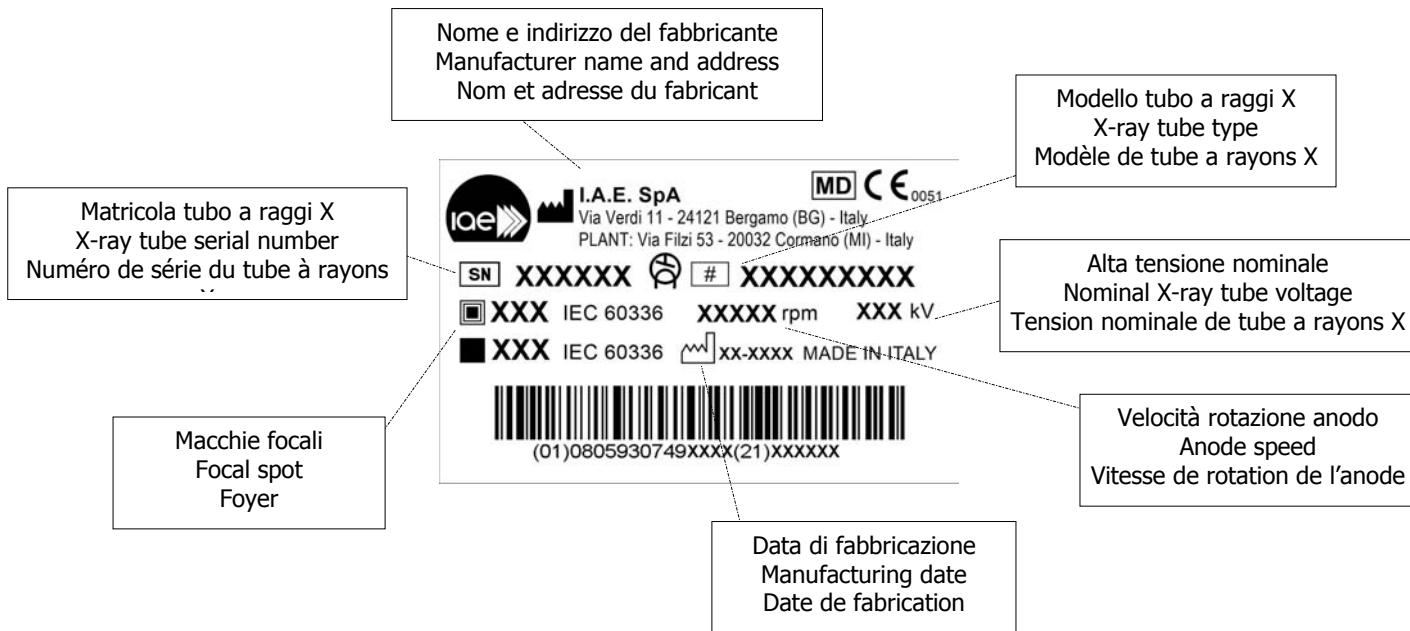 Nome e indirizzo del fabbricante
Manufacturer name and address
Nom et adresse du fabricant
Modello tubo a raggi X
X-ray tube type
Modèle de tube a rayons X
Matricola tubo a raggi X
X-ray tube serial number
Numéro de série du tube à rayons
iae
I.A.E. SpA
MD CE 0051
Via Verdi 11 - 24121 Bergamo (BG) - Italy
PLANT: Via Filzi 53 - 20032 Cormano (MI) - Italy
SN XXXXXX # XXXXXXXXX
XXX IEC 60336 XXXXX rpm XXX kV
XXX IEC 60336 xx-xxxx MADE IN ITALY
(01)0805930749XXXX(21)XXXXXX
Alta tensione nominale
Nominal X-ray tube voltage
Tension nominale de tube a rayons X
Macchie focali
Focal spot
Foyer
Velocità rotazione anodo
Anode speed
Vitesse de rotation de l’anode
Data di fabbricazione
Manufacturing date
Date de fabrication